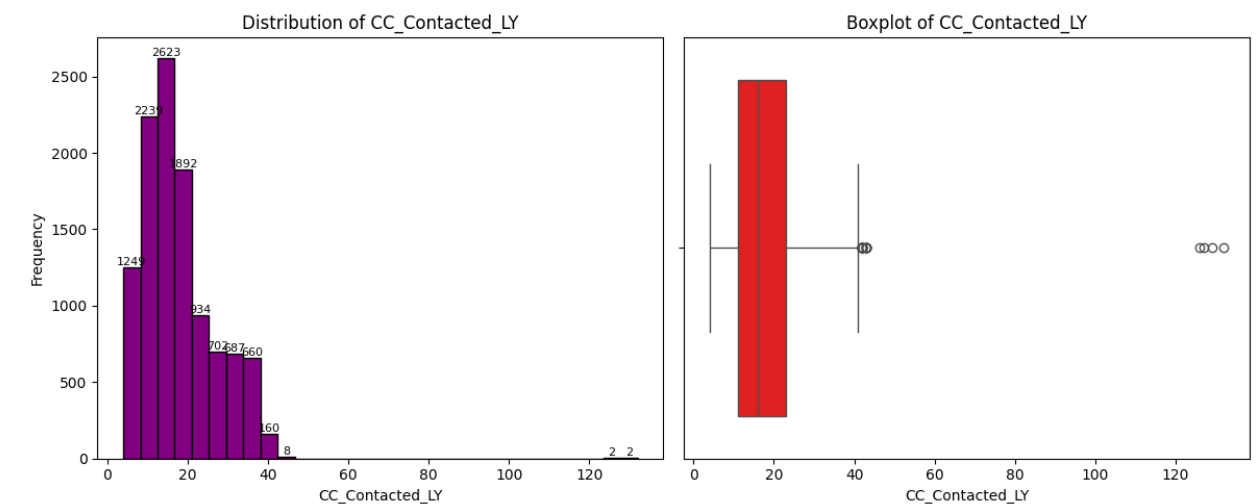 Distribution of CC_Contacted_LY
2623
2500
2239
2000
1892
1500
1249
1000
934
702
687
660
500
160
8
2
2
0
Frequency
0 20 40 60 80 100 120
CC_Contacted_LY
Boxplot of CC_Contacted_LY
0 20 40 60 80 100 120
CC_Contacted_LY